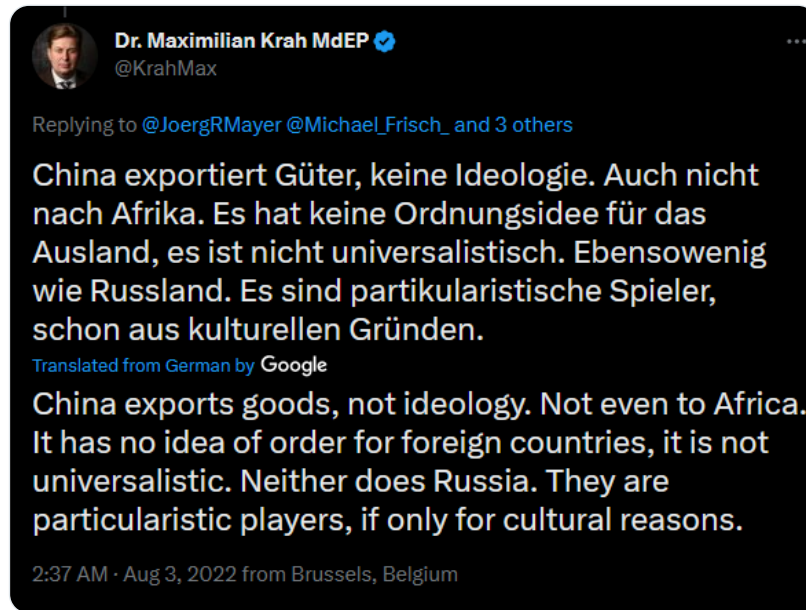 Dr. Maximilian Krah MdEP
@KrahMax
Replying to @JoergRMayer @Michael_Frisch_ and 3 others
China exportiert Güter, keine Ideologie. Auch nicht
nach Afrika. Es hat keine Ordnungsidee für das
Ausland, es ist nicht universalistisch. Ebensowenig
wie Russland. Es sind partikularistische Spieler,
schon aus kulturellen Gründen.
Translated from German by Google
China exports goods, not ideology. Not even to Africa.
It has no idea of order for foreign countries, it is not
universalistic. Neither does Russia. They are
particularistic players, if only for cultural reasons.
2:37 AM · Aug 3, 2022 from Brussels, Belgium